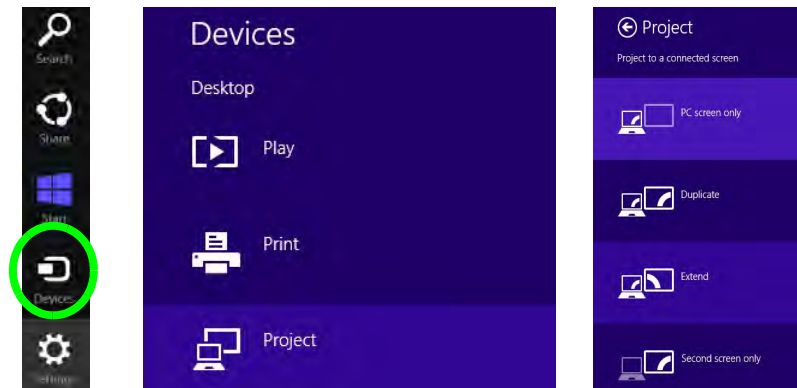 Search
Share
Start
Devices
Settings
Devices
Desktop
Play
Print
Project
Project
Project to a connected screen
PC screen only
Duplicate
Extend
Second screen only